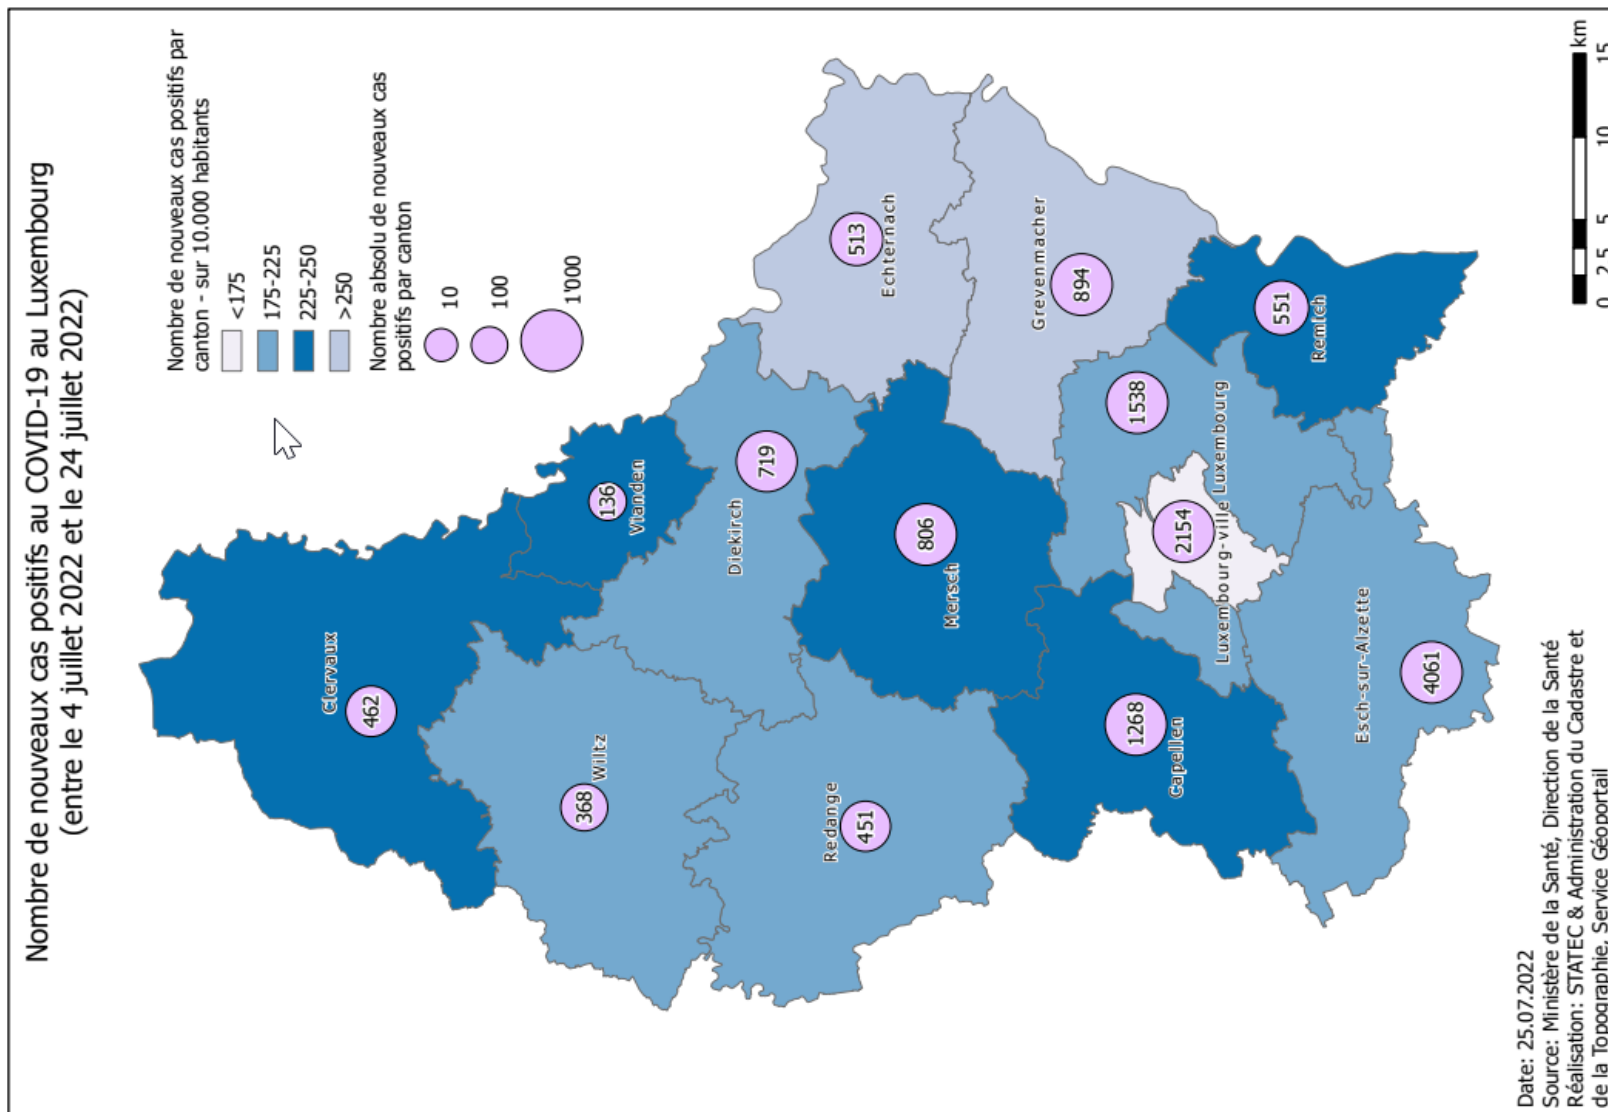 Nombre de nouveaux cas positifs au COVID-19 au Luxembourg
(entre le 4 juillet 2022 et le 24 juillet 2022)
Nombre de nouveaux cas positifs par
canton - sur 10.000 habitants
<175
175-225
225-250
>250
Nombre absolu de nouveaux cas
positifs par canton
10
100
1'000
Clervaux
462
136
Vianden
368
Wiltz
Diekirch
719
513
Echternach
Redange
451
806
Mersch
Grevenmacher
894
1268
Capellen
1538
2154
Luxembourg-ville
Luxembourg
551
Remich
Esch-sur-Alzette
4061
Date: 25.07.2022
Source: Ministère de la Santé, Direction de la Santé
Réalisation: STATEC & Administration du Cadastre et
de la Topographie, Service Géoportail
km
0 2.5 5 10 15